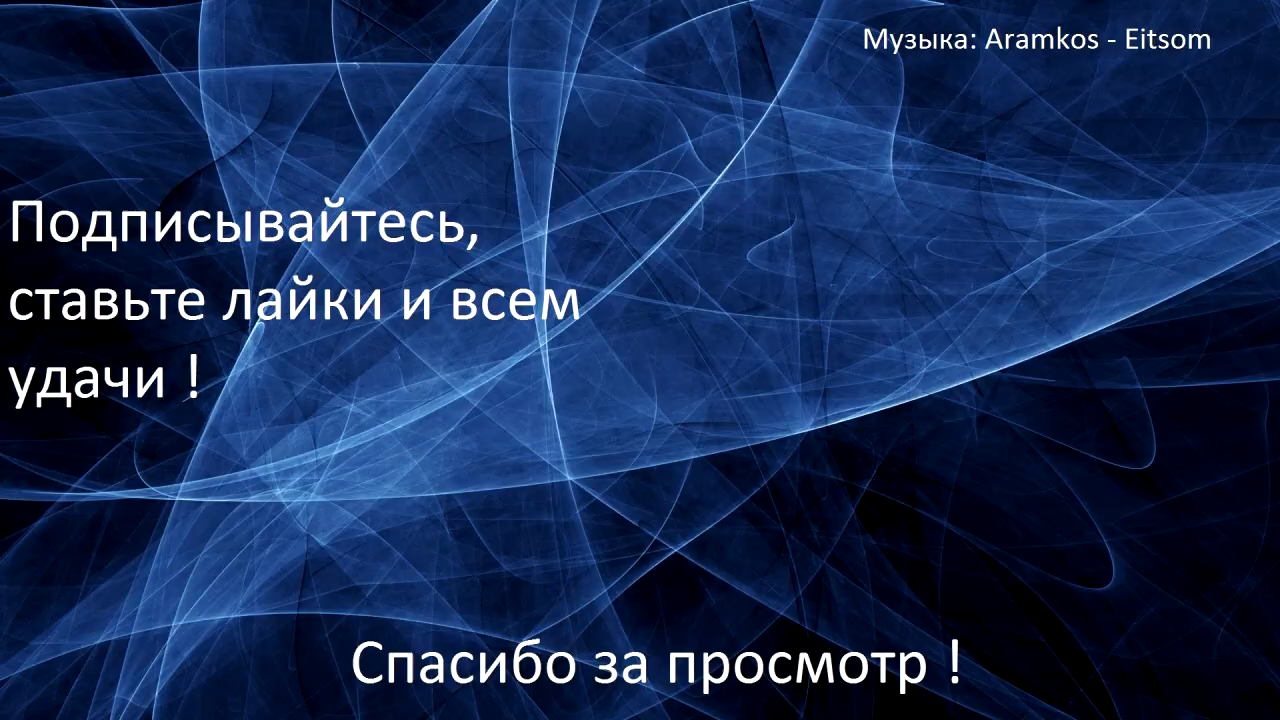 Музыка: Aramkos - Eitsom
Подписывайтесь,
ставьте лайки и всем
удачи !
Спасибо за просмотр !